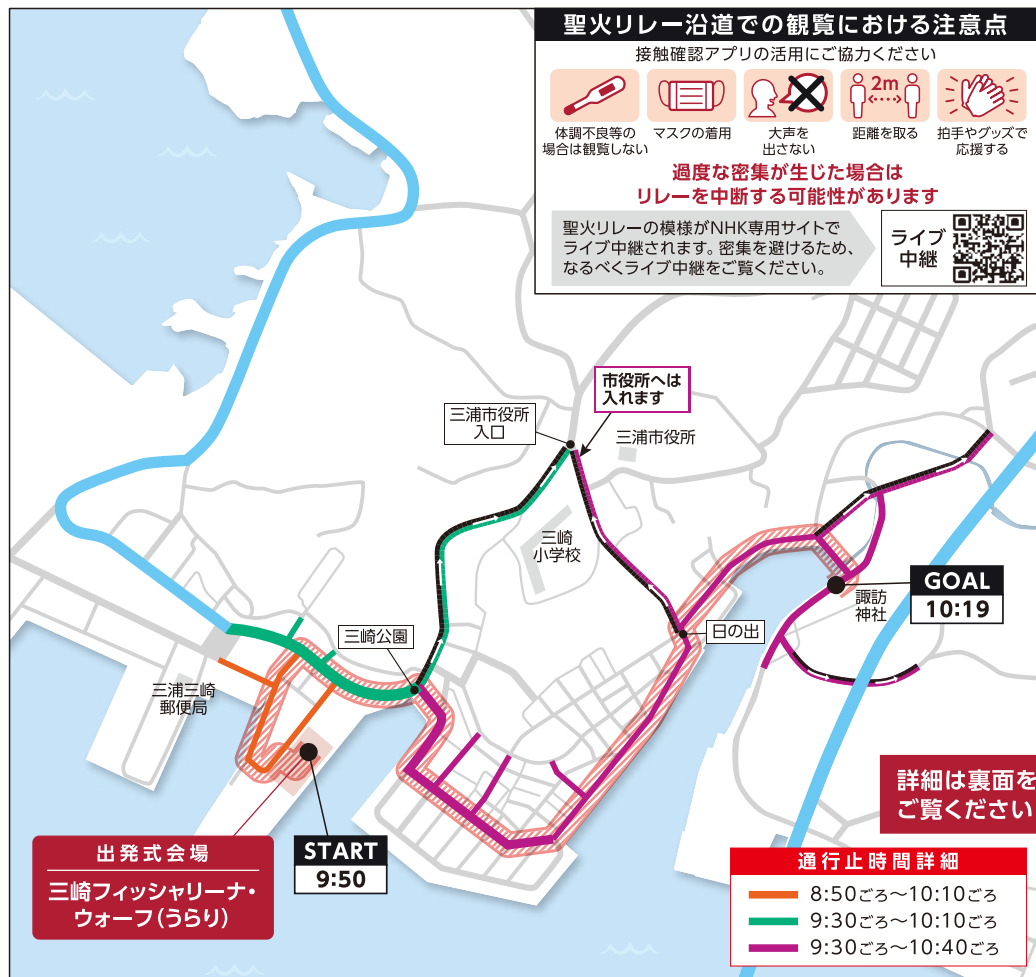 聖火リレー沿道での観覧における注意点
接触確認アプリの活用にご協力ください
2m
体調不良等の
場合は観覧しない
マスクの着用
大声を
出さない
距離を取る
拍手やグッズで
応援する
過度な密集が生じた場合は
リレーを中断する可能性があります
聖火リレーの模様がNHK専用サイトで
ライブ中継されます。密集を避けるため、
なるべくライブ中継をご覧ください。
ライブ
中継
市役所へは
入れます
三浦市役所
入口
三浦市役所
三崎
小学校
GOAL
10:19
諏訪
神社
日の出
三崎公園
三浦三崎
郵便局
詳細は裏面を
ご覧ください
出発式会場
三崎フィッシャリーナ・
ウォーフ(うらり)
START
9:50
通行止時間詳細
8:50ごろ〜10:10ごろ
9:30ごろ〜10:10ごろ
9:30ごろ〜10:40ごろ